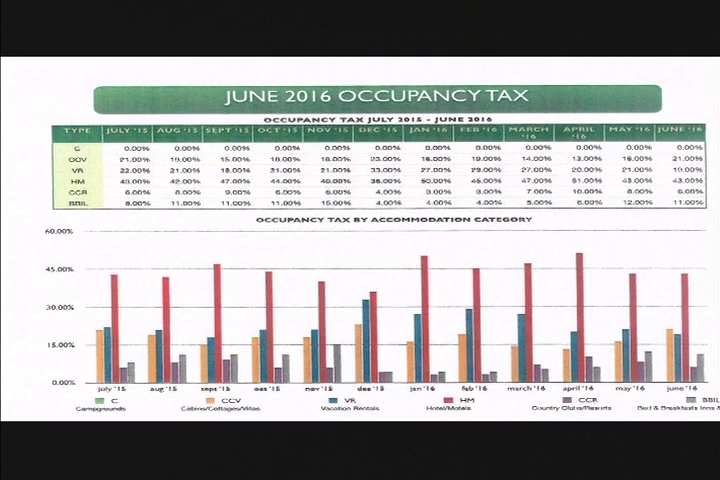 JUNE 2016 OCCUPANCY TAX
OCCUPANCY TAX JULY 2015 - JUNE 2016
TYPE JULY '15 AUG '15 SEPT '15 OCT '15 NOV '15 DEC '15 JAN '16 FEB '16 MARCH '16 APRIL '16 MAY '16 JUNE '16
C 0.00% 0.00% 0.00% 0.00% 0.00% 0.00% 0.00% 0.00% 0.00% 0.00% 0.00% 0.00%
CCV 21.00% 19.00% 15.00% 18.00% 18.00% 23.00% 16.00% 19.00% 14.00% 13.00% 16.00% 21.00%
VR 22.00% 21.00% 18.00% 21.00% 21.00% 33.00% 27.00% 29.00% 27.00% 20.00% 21.00% 19.00%
HM 43.00% 42.00% 47.00% 44.00% 40.00% 36.00% 50.00% 45.00% 47.00% 51.00% 43.00% 43.00%
CCR 6.00% 8.00% 9.00% 6.00% 6.00% 4.00% 3.00% 3.00% 7.00% 10.00% 8.00% 6.00%
BBIL 8.00% 11.00% 11.00% 11.00% 15.00% 4.00% 4.00% 4.00% 5.00% 6.00% 12.00% 11.00%
OCCUPANCY TAX BY ACCOMMODATION CATEGORY
60.00%
45.00%
30.00%
15.00%
0.00%
july '15 aug '15 sept '15 oct '15 nov '15 dec '15 jan '16 feb '16 march '16 april '16 may '16 june '16
C CCV VR HM CCR BBIL
Campgrounds Cabins/Cottages/Villas Vacation Rentals Hotel/Motels Country Clubs/Resorts Bed & Breakfasts Inns &